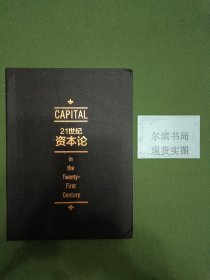 CAPITAL
21世纪
资本论
in
the
Twenty-
First
Century
尔滨书局
现货实图